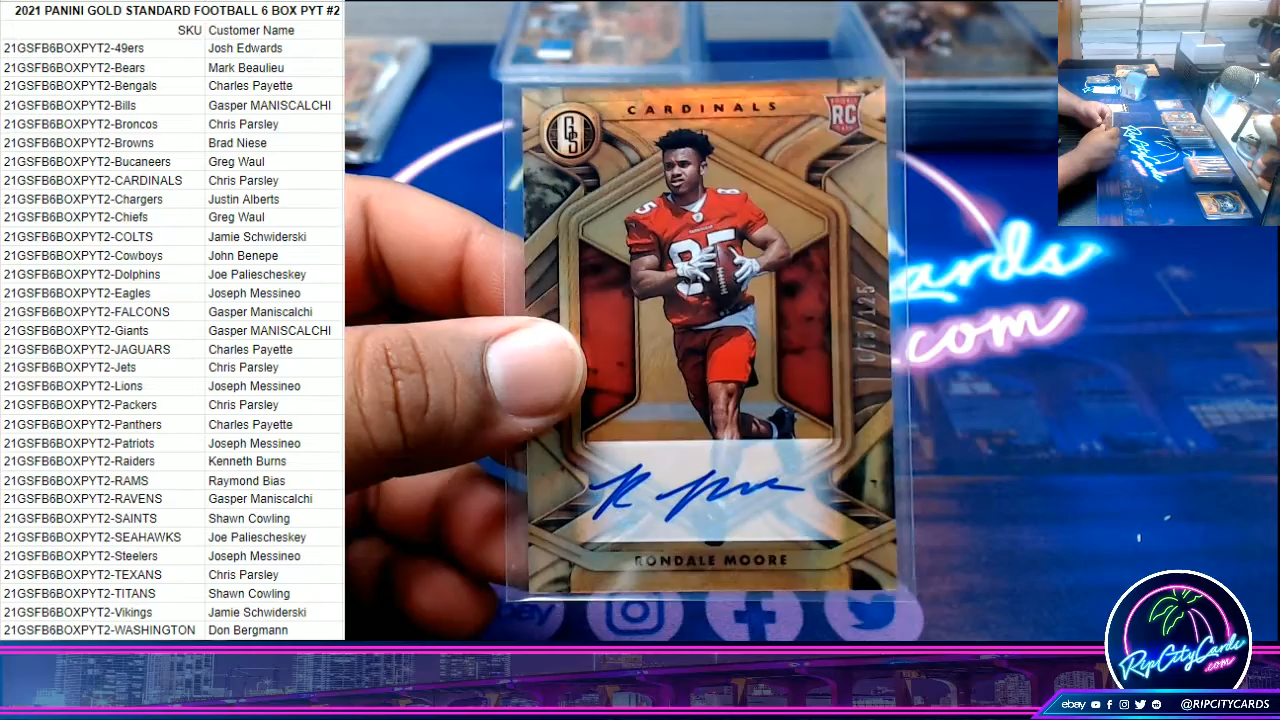 2021 PANINI GOLD STANDARD FOOTBALL 6 BOX PYT #2
SKU Customer Name
21GSFB6BOXPYT2-49ers Josh Edwards
21GSFB6BOXPYT2-Bears Mark Beaulieu
21GSFB6BOXPYT2-Bengals Charles Payette
21GSFB6BOXPYT2-Bills Gasper MANISCALCHI
21GSFB6BOXPYT2-Broncos Chris Parsley
21GSFB6BOXPYT2-Browns Brad Niese
21GSFB6BOXPYT2-Bucaneers Greg Waul
21GSFB6BOXPYT2-CARDINALS Chris Parsley
21GSFB6BOXPYT2-Chargers Justin Alberts
21GSFB6BOXPYT2-Chiefs Greg Waul
21GSFB6BOXPYT2-COLTS Jamie Schwiderski
21GSFB6BOXPYT2-Cowboys John Benepe
21GSFB6BOXPYT2-Dolphins Joe Paliescheskey
21GSFB6BOXPYT2-Eagles Joseph Messineo
21GSFB6BOXPYT2-FALCONS Gasper Maniscalchi
21GSFB6BOXPYT2-Giants Gasper MANISCALCHI
21GSFB6BOXPYT2-JAGUARS Charles Payette
21GSFB6BOXPYT2-Jets Chris Parsley
21GSFB6BOXPYT2-Lions Joseph Messineo
21GSFB6BOXPYT2-Packers Chris Parsley
21GSFB6BOXPYT2-Panthers Charles Payette
21GSFB6BOXPYT2-Patriots Joseph Messineo
21GSFB6BOXPYT2-Raiders Kenneth Burns
21GSFB6BOXPYT2-RAMS Raymond Bias
21GSFB6BOXPYT2-RAVENS Gasper Maniscalchi
21GSFB6BOXPYT2-SAINTS Shawn Cowling
21GSFB6BOXPYT2-SEAHAWKS Joe Paliescheskey
21GSFB6BOXPYT2-Steelers Joseph Messineo
21GSFB6BOXPYT2-TEXANS Chris Parsley
21GSFB6BOXPYT2-TITANS Shawn Cowling
21GSFB6BOXPYT2-Vikings Jamie Schwiderski
21GSFB6BOXPYT2-WASHINGTON Don Bergmann
CARDINALS
GS
RC
85
RONDALE MOORE
ards
.com
ebay
RipCityCards
.com
ebay @RIPCITYCARDS